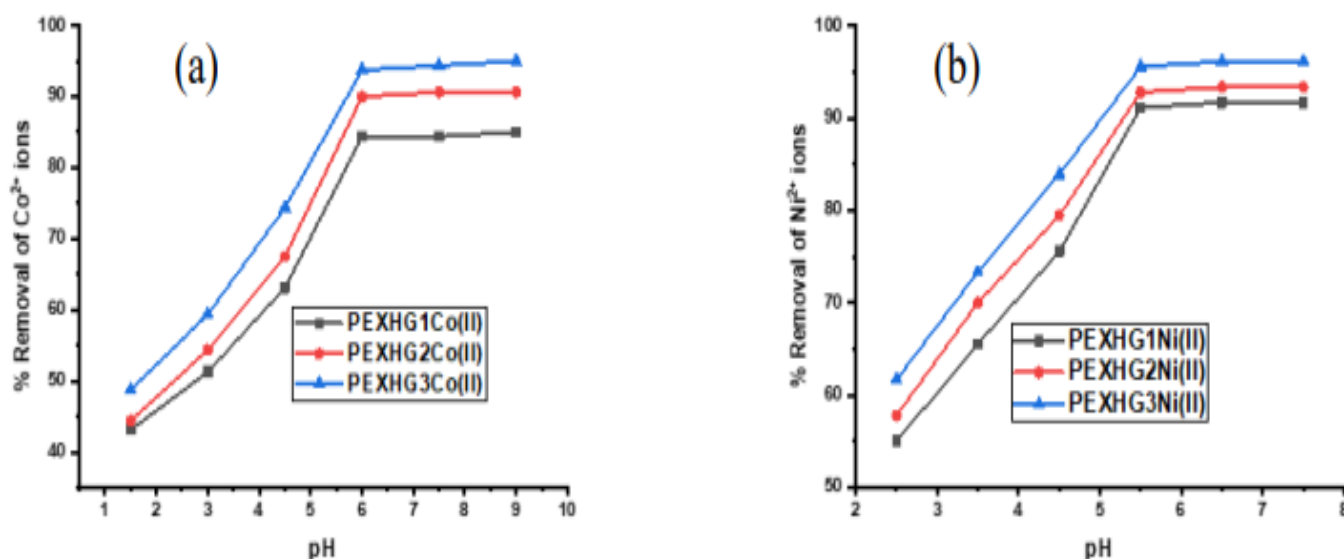 (a)
% Removal of Co²⁺ ions
100
90
80
70
60
50
40
PEXHG1Co(II)
PEXHG2Co(II)
PEXHG3Co(II)
1 2 3 4 5 6 7 8 9 10
pH
(b)
% Removal of Ni²⁺ ions
100
90
80
70
60
50
PEXHG1Ni(II)
PEXHG2Ni(II)
PEXHG3Ni(II)
2 3 4 5 6 7 8
pH